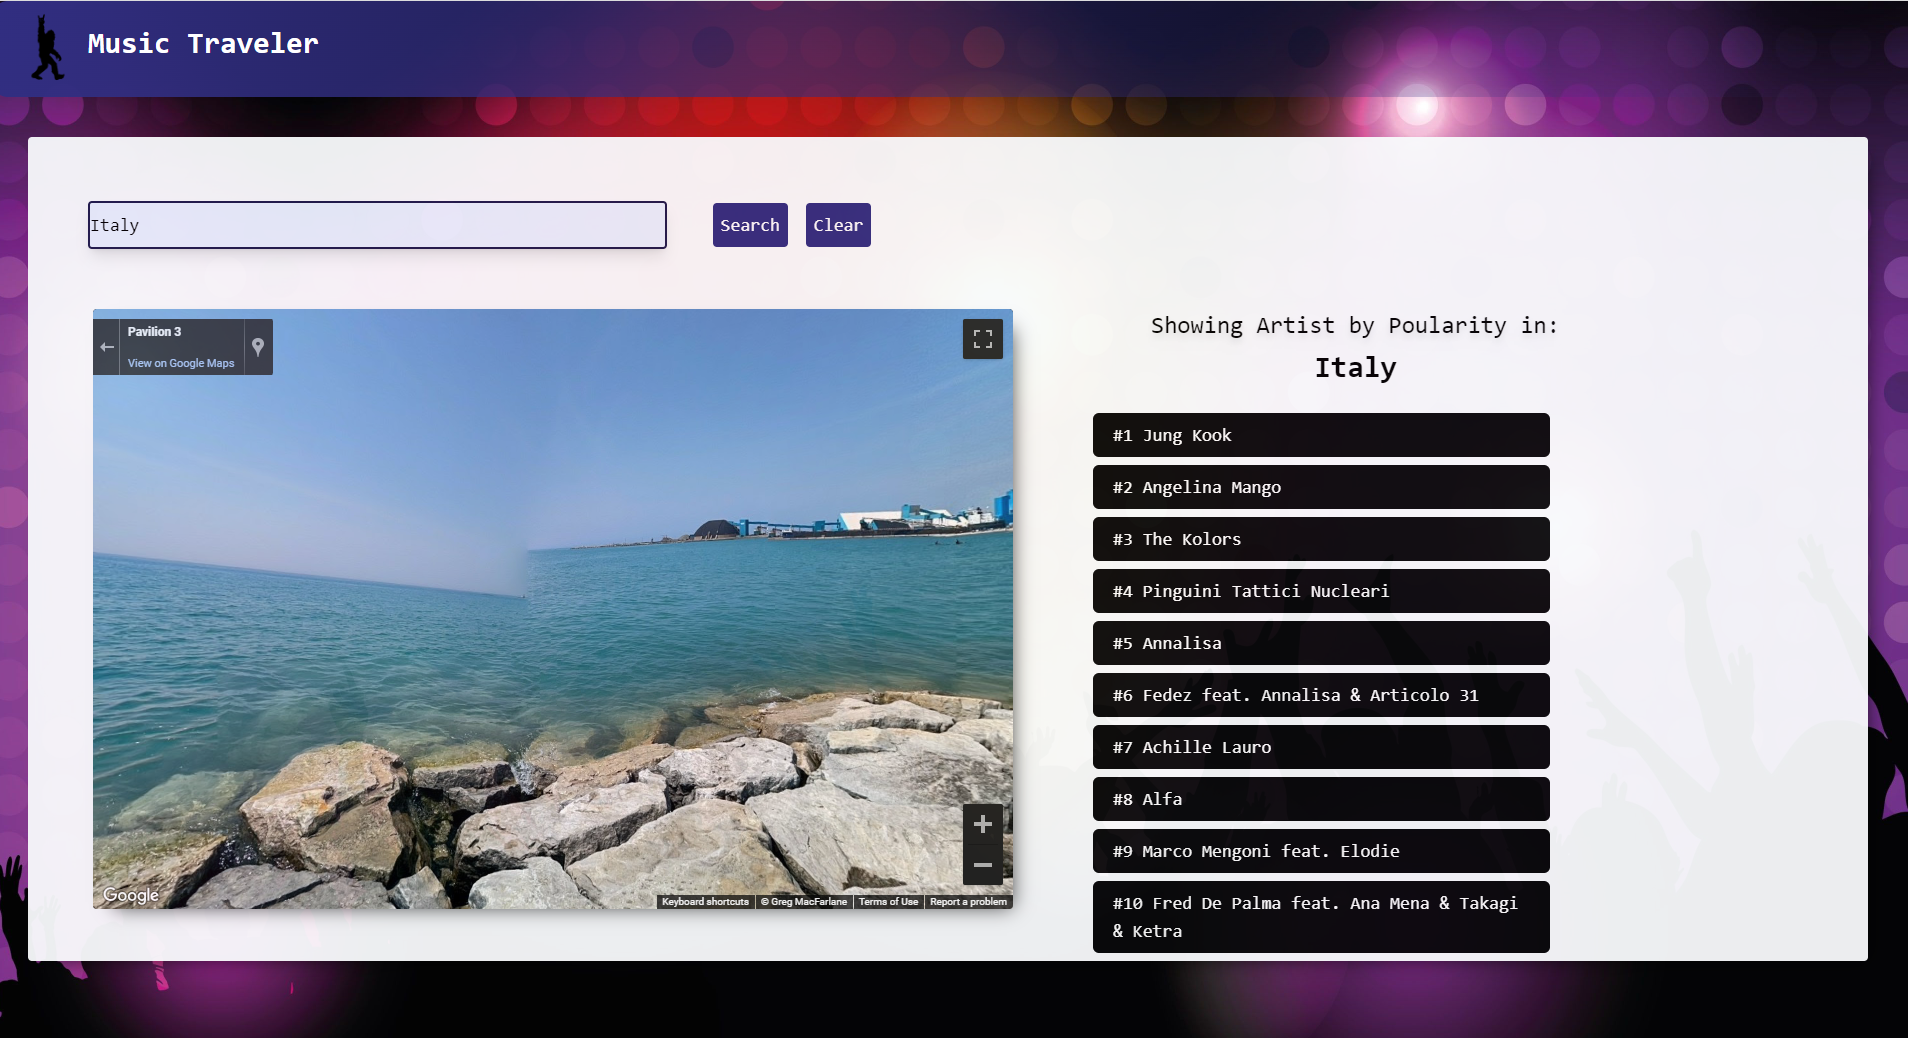 Music Traveler
Italy
Search
Clear
Pavilion 3
View on Google Maps
Google
Keyboard shortcuts
© Greg MacFarlane
Terms of Use
Report a problem
Showing Artist by Poularity in:
Italy
#1 Jung Kook
#2 Angelina Mango
#3 The Kolors
#4 Pinguini Tattici Nucleari
#5 Annalisa
#6 Fedez feat. Annalisa & Articolo 31
#7 Achille Lauro
#8 Alfa
#9 Marco Mengoni feat. Elodie
#10 Fred De Palma feat. Ana Mena & Takagi
& Ketra